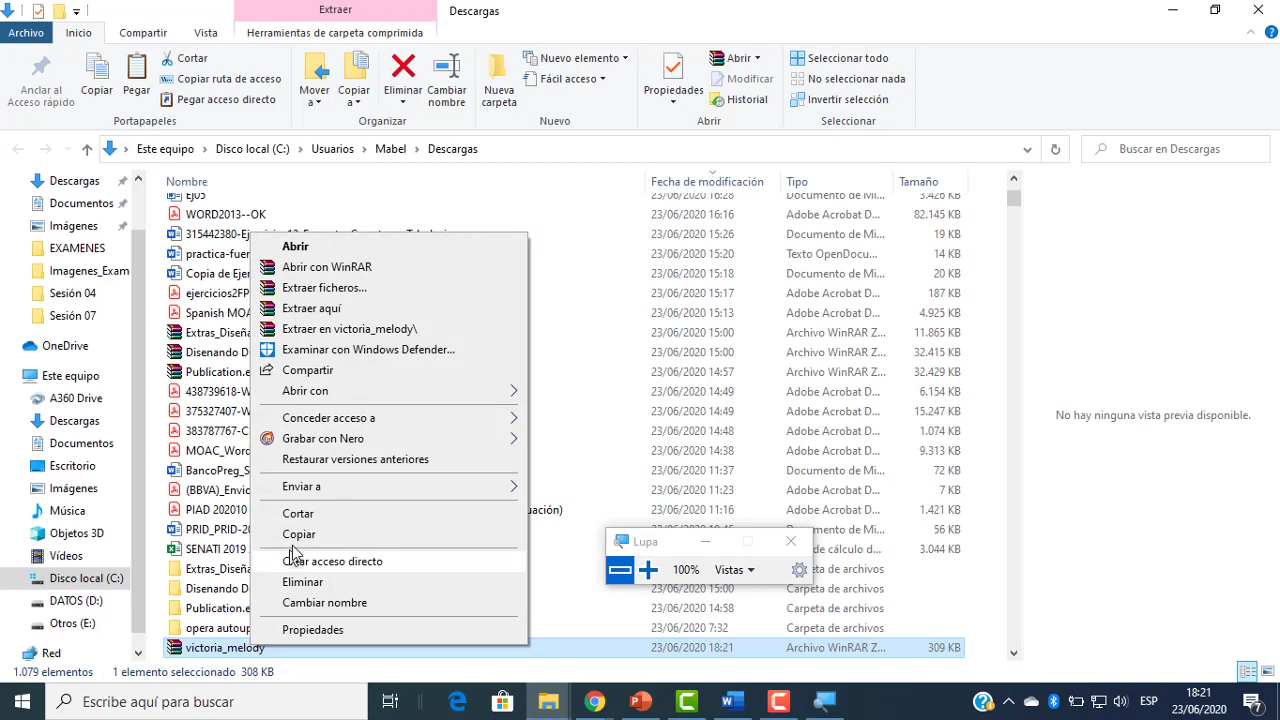 Extraer
Descargas
Archivo
Inicio
Compartir
Vista
Herramientas de carpeta comprimida
Anclar al
Acceso rápido
Copiar
Pegar
Cortar
Copiar ruta de acceso
Pegar acceso directo
Mover
a
Copiar
a
Eliminar
Cambiar
nombre
Nueva
carpeta
Nuevo elemento
Fácil acceso
Propiedades
Abrir
Modificar
Historial
Seleccionar todo
No seleccionar nada
Invertir selección
Portapapeles
Organizar
Nuevo
Abrir
Seleccionar
Este equipo
Disco local (C:)
Usuarios
Mabel
Descargas
Buscar en Descargas
Descargas
Documentos
Imágenes
EXAMENES
Imagenes_Exam
Sesión 04
Sesión 07
OneDrive
Este equipo
A360 Drive
Descargas
Documentos
Escritorio
Imágenes
Música
Objetos 3D
Vídeos
Disco local (C:)
DATOS (D:)
Otros (E:)
Red
Nombre Fecha de modificación Tipo Tamaño
Ej05 23/06/2020 16:28 Documento de Mi... 3.426 KB
WORD2013--OK 23/06/2020 16:16 Adobe Acrobat D... 82.145 KB
315442380-Ej 23/06/2020 15:26 Documento de Mi... 19 KB
practica-fuen 23/06/2020 15:20 Texto OpenDocu... 14 KB
Copia de Ejer 23/06/2020 15:18 Documento de Mi... 20 KB
ejercicios2FP 23/06/2020 15:17 Adobe Acrobat D... 187 KB
Spanish MOA 23/06/2020 15:13 Adobe Acrobat D... 4.925 KB
Extras_Diseña 23/06/2020 15:00 Archivo WinRAR Z... 11.865 KB
Disenando D 23/06/2020 15:00 Archivo WinRAR Z... 32.415 KB
Publication.e 23/06/2020 14:57 Archivo WinRAR Z... 32.429 KB
438739618-W 23/06/2020 14:49 Adobe Acrobat D... 6.154 KB
375327407-W 23/06/2020 14:49 Adobe Acrobat D... 15.247 KB
383787767-C 23/06/2020 14:48 Adobe Acrobat D... 1.074 KB
MOAC_Word 23/06/2020 14:38 Adobe Acrobat D... 9.313 KB
BancoPreg_S 23/06/2020 11:37 Documento de Mi... 72 KB
(BBVA)_Envio 23/06/2020 11:23 Adobe Acrobat D... 7 KB
PIAD 202010 uación) 23/06/2020 11:16 Adobe Acrobat D... 1.421 KB
PRID_PRID-20 Documento de Mi... 56 KB
SENATI 2019 de cálculo d... 3.044 KB
Extras_Diseña de archivos
Disenando D 15:00 Carpeta de archivos
Publication.e 23/06/2020 14:58 Carpeta de archivos
opera autoup 23/06/2020 7:32 Carpeta de archivos
victoria_melody 23/06/2020 18:21 Archivo WinRAR Z... 309 KB
Abrir
Abrir con WinRAR
Extraer ficheros...
Extraer aquí
Extraer en victoria_melody\
Examinar con Windows Defender...
Compartir
Abrir con
Conceder acceso a
Grabar con Nero
Restaurar versiones anteriores
Enviar a
Cortar
Copiar
acceso directo
Eliminar
Cambiar nombre
Propiedades
Lupa
100%
Vistas
No hay ninguna vista previa disponible.
1.079 elementos
1 elemento seleccionado 308 KB
Escribe aquí para buscar
ESP
18:21
23/06/2020
7